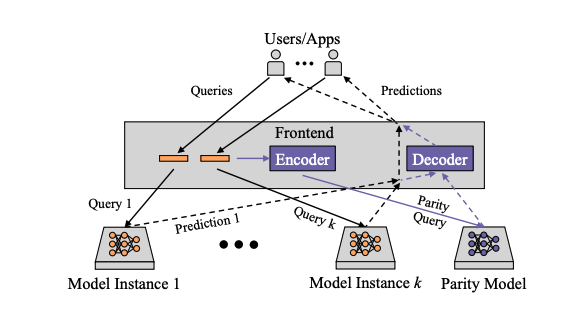 Users/Apps
Queries
Predictions
Frontend
Encoder
Decoder
Query 1
Prediction 1
Query k
Parity
Query
Model Instance 1
Model Instance k
Parity Model